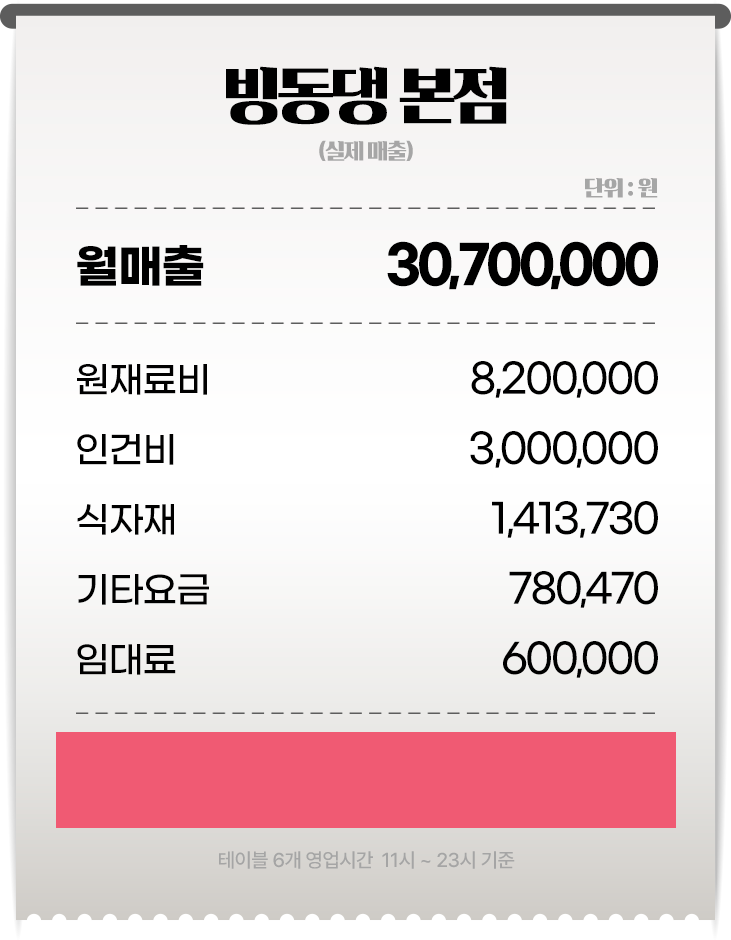 빙동댕 본점
(실제 매출)
단위 : 원
월매출 30,700,000
원재료비 8,200,000
인건비 3,000,000
식자재 1,413,730
기타요금 780,470
임대료 600,000
테이블 6개 영업시간 11시 ~ 23시 기준